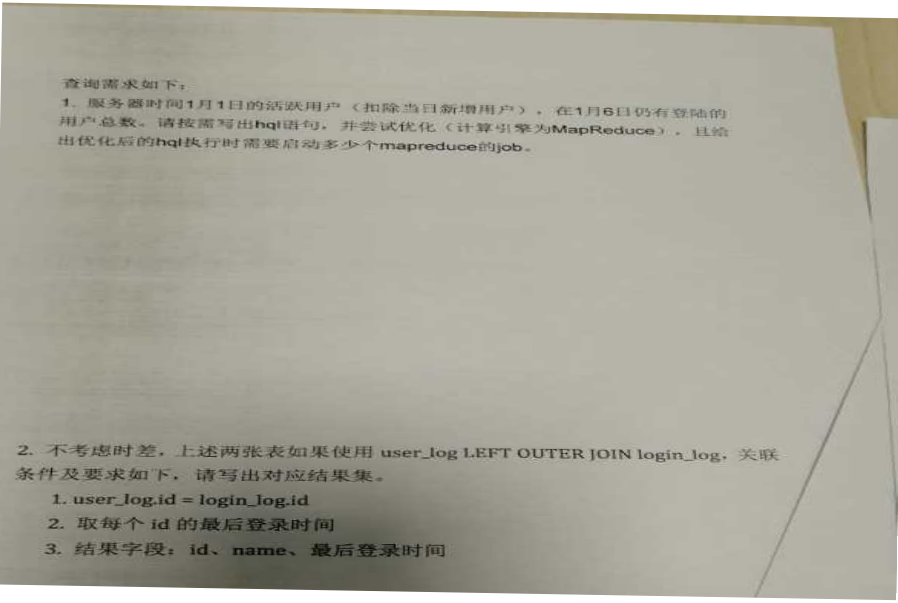 查询需求如下：
1. 服务器时间1月1日的活跃用户（扣除当日新增用户），在1月6日仍有登陆的
用户总数。请按需写出hql语句，并尝试优化（计算引擎为MapReduce），且给
出优化后的hql执行时需要启动多少个mapreduce的job。
2. 不考虑时差，上述两张表如果使用 user_log LEFT OUTER JOIN login_log，关联
条件及要求如下，请写出对应结果集。
1. user_log.id = login_log.id
2. 取每个 id 的最后登录时间
3. 结果字段：id、name、最后登录时间